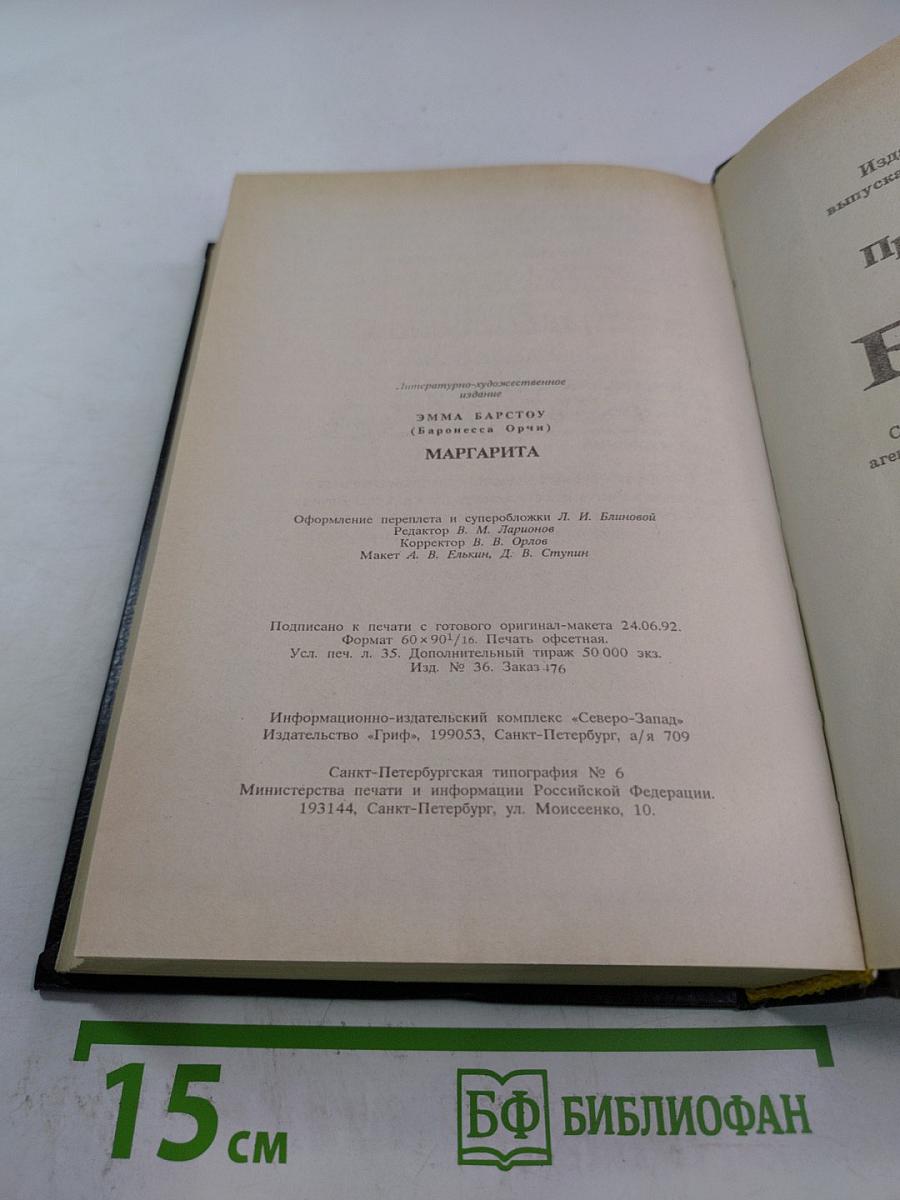 Литературно-художественное
издание
ЭММА БАРСТОУ
(Баронесса Орчи)
МАРГАРИТА
Оформление переплета и суперобложки Л. И. Блиновой
Редактор В. М. Ларионов
Корректор В. В. Орлов
Макет А. В. Елькин, Д. В. Ступин
Подписано к печати с готового оригинал-макета 24.06.92.
Формат 60×90¹/16. Печать офсетная.
Усл. печ. л. 35. Дополнительный тираж 50 000 экз.
Изд. № 36. Заказ 476
Информационно-издательский комплекс «Северо-Запад»
Издательство «Гриф», 199053, Санкт-Петербург, а/я 709
Санкт-Петербургская типография № 6
Министерства печати и информации Российской Федерации.
193144, Санкт-Петербург, ул. Моисеенко, 10.
15 см
БФ БИБЛИОФАН